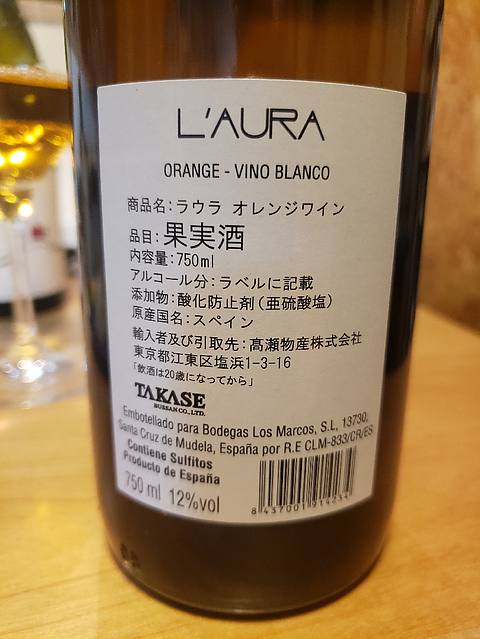 L'AURA
ORANGE - VINO BLANCO
商品名：ラウラ オレンジワイン
品目：果実酒
内容量：750ml
アルコール分：ラベルに記載
添加物：酸化防止剤（亜硫酸塩）
原産国名：スペイン
輸入者及び引取先：髙瀬物産株式会社
東京都江東区塩浜1-3-16
「飲酒は20歳になってから」
TAKASE
BUSSAN CO., LTD.
Embotellado para Bodegas Los Marcos, S.L, 13730,
Santa Cruz de Mudela, España por R.E CLM-833/CR/ES
Contiene Sulfitos
Producto de España
750 ml 12%vol
8 437001 914234